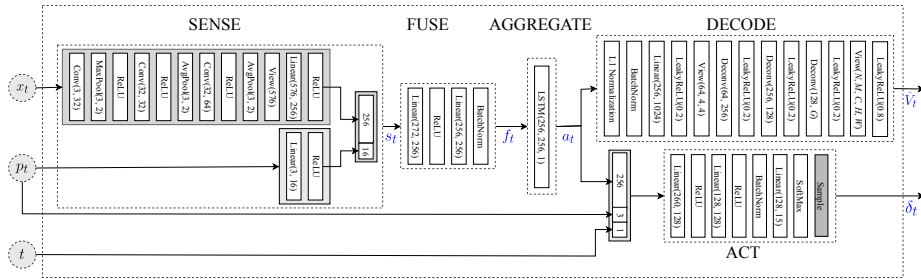 SENSE
FUSE
AGGREGATE
DECODE
x_t
Conv(3, 32)
MaxPool(3, 2)
ReLU
Conv(32, 32)
ReLU
AvgPool(3, 2)
Conv(32, 64)
ReLU
AvgPool(3, 2)
View(576)
Linear(576, 256)
ReLU
256
16
s_t
Linear(272, 256)
ReLU
Linear(256, 256)
BatchNorm
f_t
LSTM(256, 256, 1)
a_t
L1 Normalization
BatchNorm
Linear(256, 1024)
LeakyReLU(0.2)
View(64, 4, 4)
Deconv(64, 256)
LeakyReLU(0.2)
Deconv(256, 128)
LeakyReLU(0.2)
Deconv(128, G)
LeakyReLU(0.2)
View(N, M, C, H, W)
LeakyReLU(0.8)
V_t
p_t
Linear(3, 16)
ReLU
256
3
1
Linear(260, 128)
ReLU
Linear(128, 128)
ReLU
BatchNorm
Linear(128, 15)
SoftMax
Sample
δ_t
t
ACT